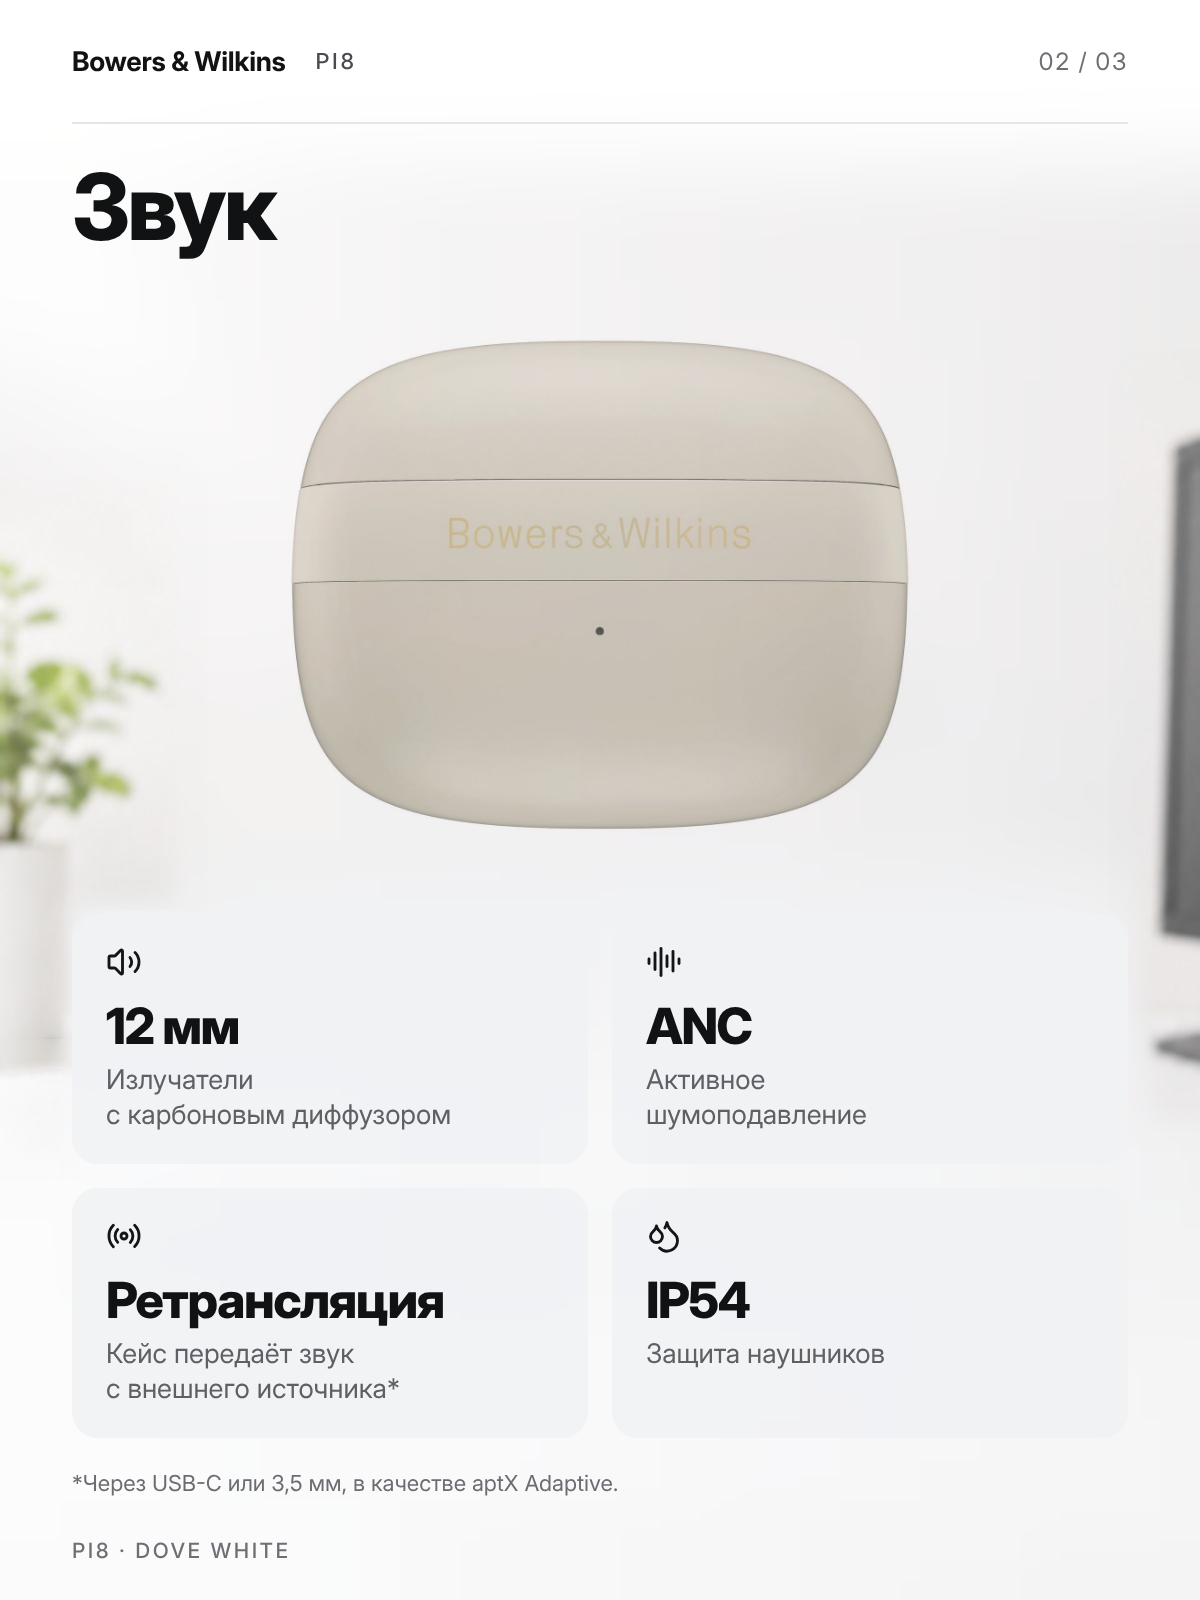 Bowers & Wilkins PI8
02 / 03
Звук
Bowers & Wilkins
12 мм
Излучатели
с карбоновым диффузором
ANC
Активное
шумоподавление
Ретрансляция
Кейс передаёт звук
с внешнего источника*
IP54
Защита наушников
*Через USB-C или 3,5 мм, в качестве aptX Adaptive.
PI8 · DOVE WHITE